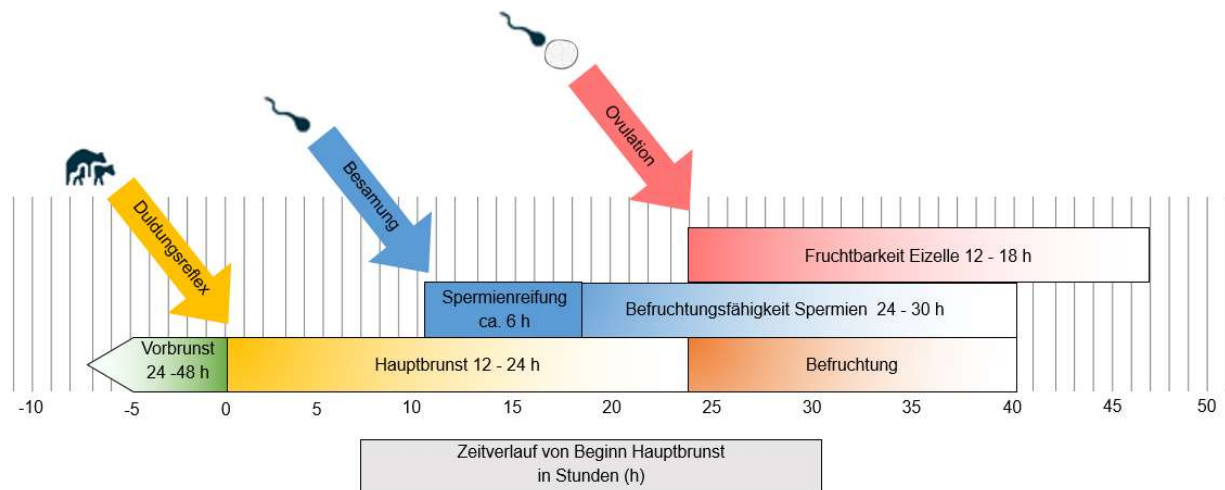 Ovulation
Besamung
Duldungsreflex
Fruchtbarkeit Eizelle 12 - 18 h
Spermienreifung
ca. 6 h
Befruchtungsfähigkeit Spermien 24 - 30 h
Vorbrunst
24 -48 h
Hauptbrunst 12 - 24 h
Befruchtung
-10 -5 0 5 10 15 20 25 30 35 40 45 50
Zeitverlauf von Beginn Hauptbrunst
in Stunden (h)